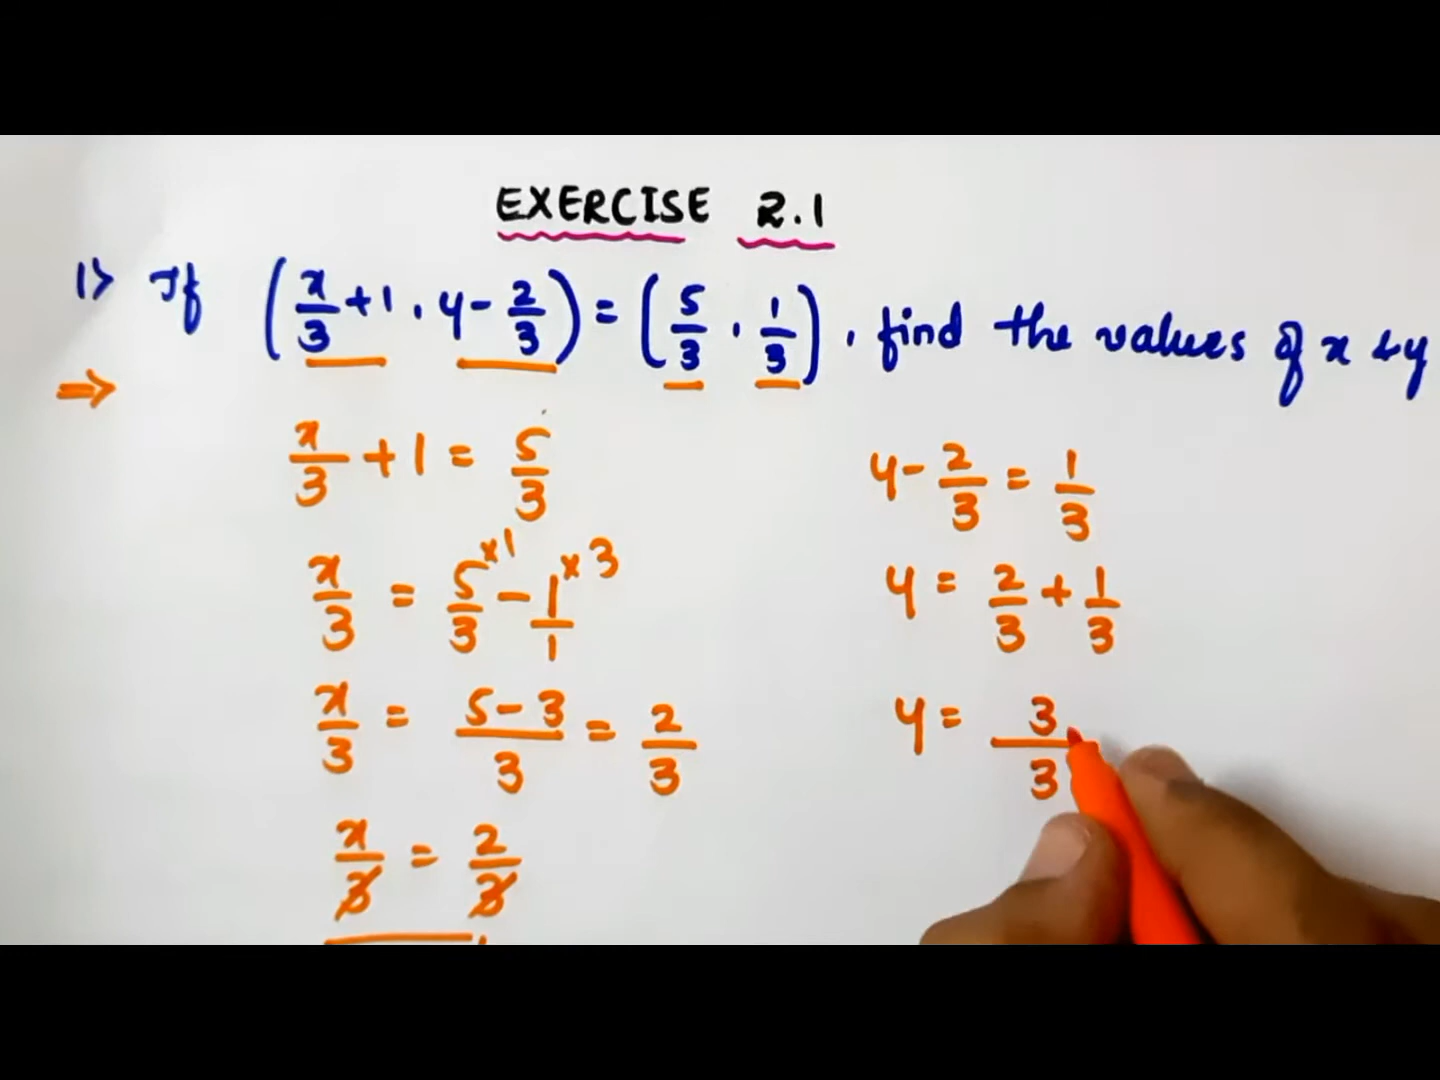 EXERCISE 2.1
1> If (x/3 + 1, y - 2/3) = (5/3, 1/3), find the values of x & y
⇒
x/3 + 1 = 5/3
x/3 = 5/3 ×1 - 1/1 ×3
x/3 = 5-3/3 = 2/3
x/3 = 2/3
y - 2/3 = 1/3
y = 2/3 + 1/3
y = 3/3